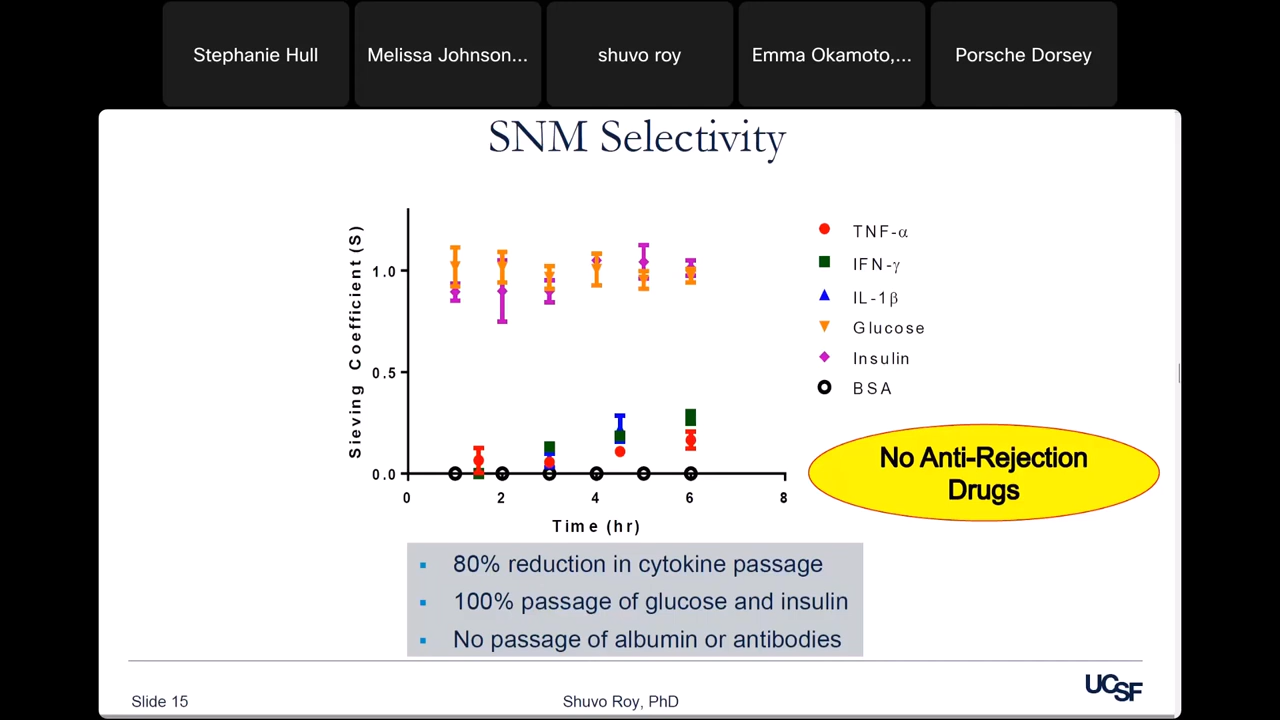 Stephanie Hull
Melissa Johnson...
shuvo roy
Emma Okamoto,...
Porsche Dorsey
SNM Selectivity
Sieving Coefficient (S)
1.0
0.5
0.0
0
2
4
6
8
Time (hr)
TNF-α
IFN-γ
IL-1β
Glucose
Insulin
BSA
No Anti-Rejection
Drugs
▪ 80% reduction in cytokine passage
▪ 100% passage of glucose and insulin
▪ No passage of albumin or antibodies
Slide 15
Shuvo Roy, PhD
UCSF